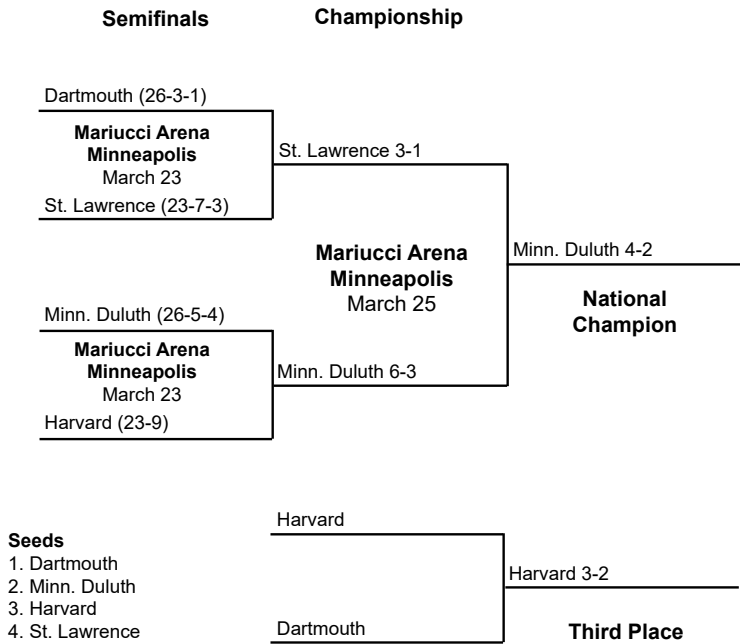 Semifinals
Championship
Dartmouth (26-3-1)
Mariucci Arena
Minneapolis
March 23
St. Lawrence (23-7-3)
St. Lawrence 3-1
Mariucci Arena
Minneapolis
March 25
Minn. Duluth 4-2
National
Champion
Minn. Duluth (26-5-4)
Mariucci Arena
Minneapolis
March 23
Harvard (23-9)
Minn. Duluth 6-3
Seeds
1. Dartmouth
2. Minn. Duluth
3. Harvard
4. St. Lawrence
Harvard
Dartmouth
Harvard 3-2
Third Place